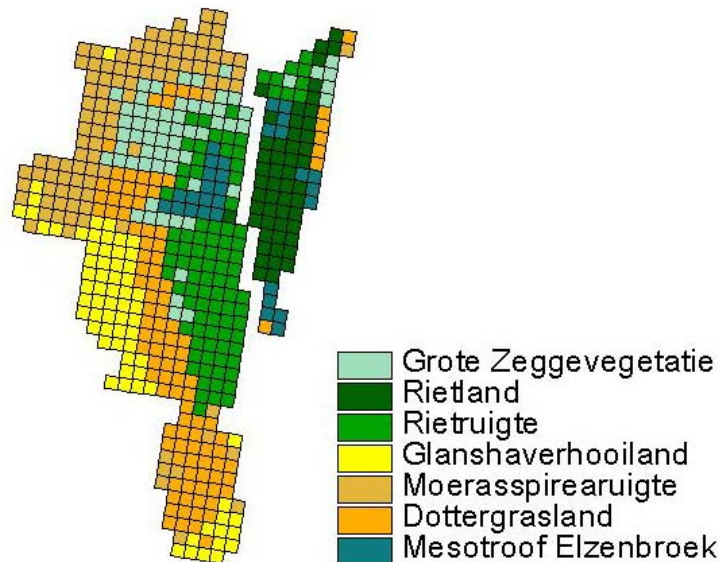 Grote Zeggevegetatie
Rietland
Rietruigte
Glanshaverhooiland
Moerasspirearuigte
Dottergrasland
Mesotroof Elzenbroek